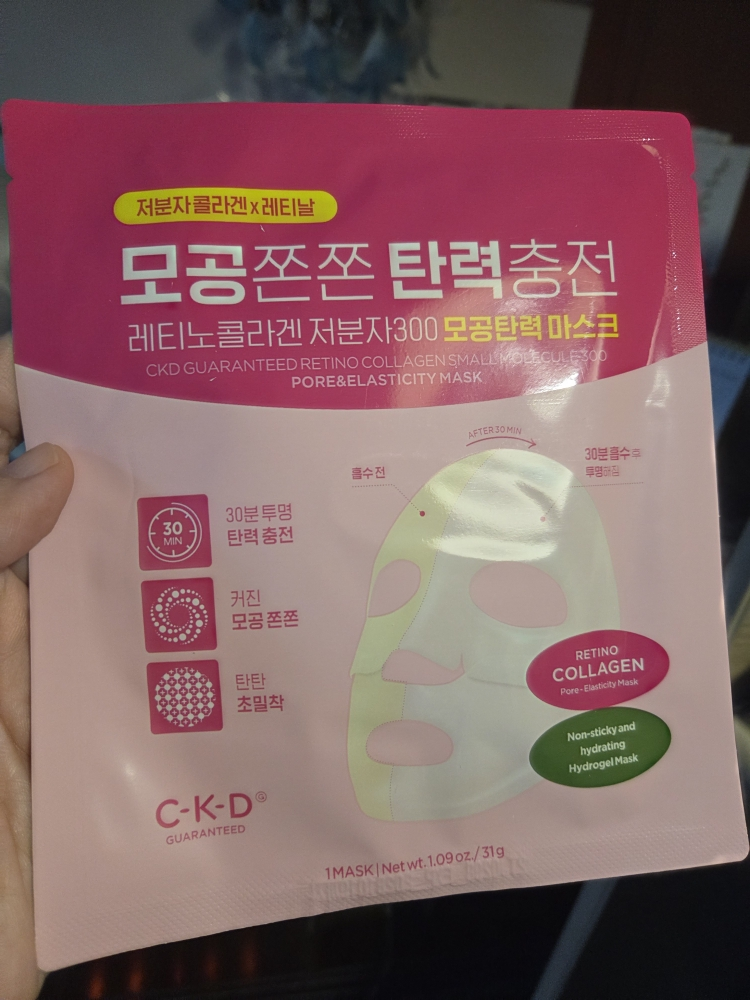 저분자 콜라겐 x 레티날
모공쫀쫀 탄력충전
레티노콜라겐 저분자300 모공탄력 마스크
CKD GUARANTEED RETINO COLLAGEN SMALL MOLECULE 300
PORE&ELASTICITY MASK
AFTER 30 MIN
흡수 전
30분 흡수 후
투명해짐
30
MIN
30분 투명
탄력 충전
커진
모공 쫀쫀
탄탄
초밀착
RETINO
COLLAGEN
Pore-Elasticity Mask
Non-sticky and
hydrating
Hydrogel Mask
C-K-D
GUARANTEED
1 MASK | Net wt. 1.09 oz./ 31g